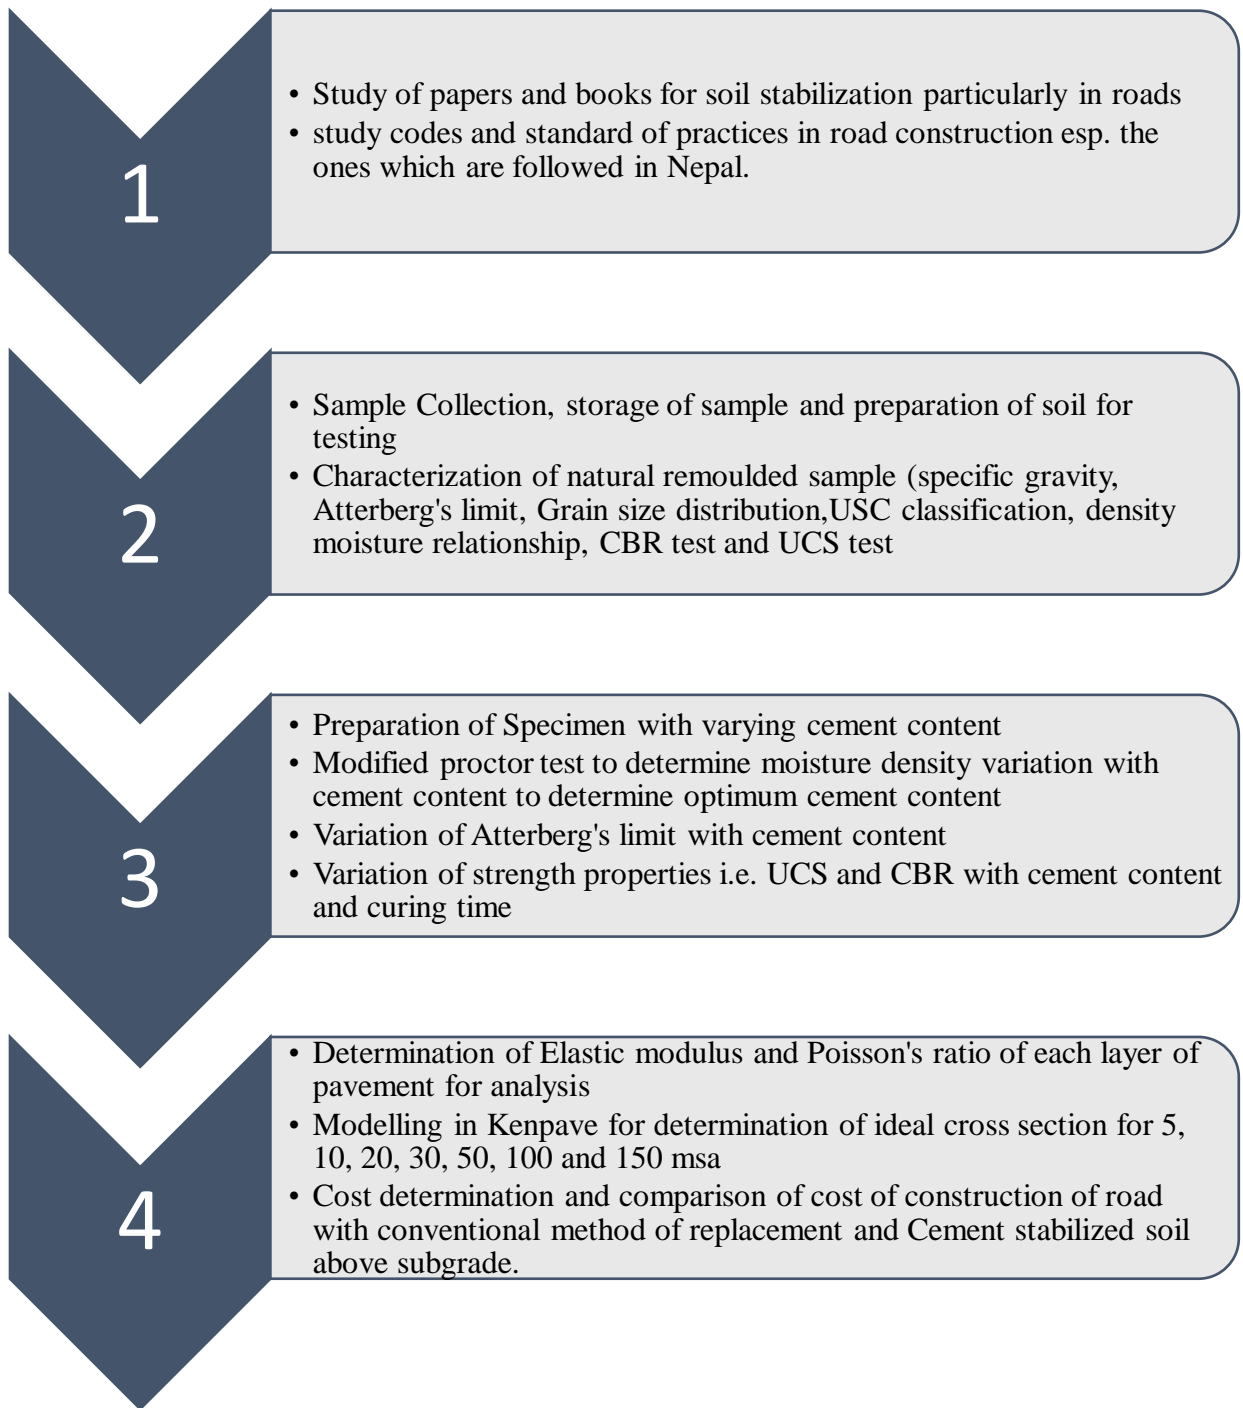 1
• Study of papers and books for soil stabilization particularly in roads
• study codes and standard of practices in road construction esp. the
ones which are followed in Nepal.
2
• Sample Collection, storage of sample and preparation of soil for
testing
• Characterization of natural remoulded sample (specific gravity,
Atterberg's limit, Grain size distribution,USC classification, density
moisture relationship, CBR test and UCS test
3
• Preparation of Specimen with varying cement content
• Modified proctor test to determine moisture density variation with
cement content to determine optimum cement content
• Variation of Atterberg's limit with cement content
• Variation of strength properties i.e. UCS and CBR with cement content
and curing time
4
• Determination of Elastic modulus and Poisson's ratio of each layer of
pavement for analysis
• Modelling in Kenpave for determination of ideal cross section for 5,
10, 20, 30, 50, 100 and 150 msa
• Cost determination and comparison of cost of construction of road
with conventional method of replacement and Cement stabilized soil
above subgrade.